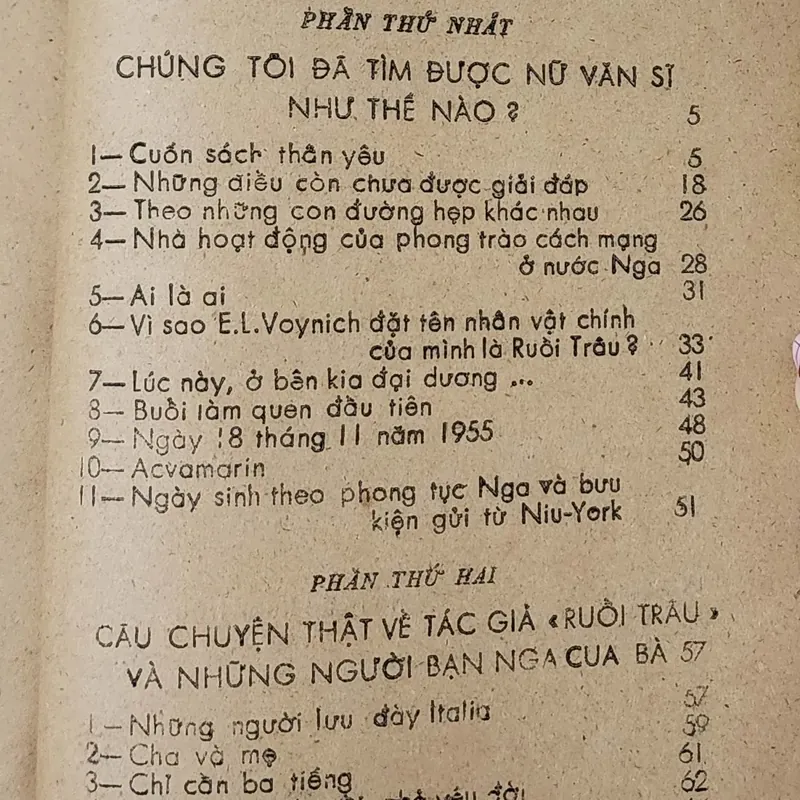 PHẦN THỨ NHẤT
CHÚNG TÔI ĐÃ TÌM ĐƯỢC NỮ VĂN SĨ
NHƯ THẾ NÀO ? 5
1— Cuốn sách thân yêu 5
2— Những điều còn chưa được giải đáp 18
3— Theo những con đường hẹp khác nhau 26
4— Nhà hoạt động của phong trào cách mạng
ở nước Nga 28
5— Ai là ai 31
6— Vì sao E.L.Voynich đặt tên nhân vật chính
của mình là Ruồi Trâu ? 33
7— Lúc này, ở bên kia đại dương ... 41
8— Buổi làm quen đầu tiên 43
9— Ngày 18 tháng 11 năm 1955 48
10— Acvamarin 50
11— Ngày sinh theo phong tục Nga và bưu
kiện gửi từ Niu-York 51
PHẦN THỨ HAI
CÂU CHUYỆN THẬT VỀ TÁC GIẢ «RUỒI TRÂU»
VÀ NHỮNG NGƯỜI BẠN NGA CUA BÀ 57
57
1— Những người lưu đày Italia 59
2— Cha và mẹ 61
3— Chỉ cần ba tiếng 62